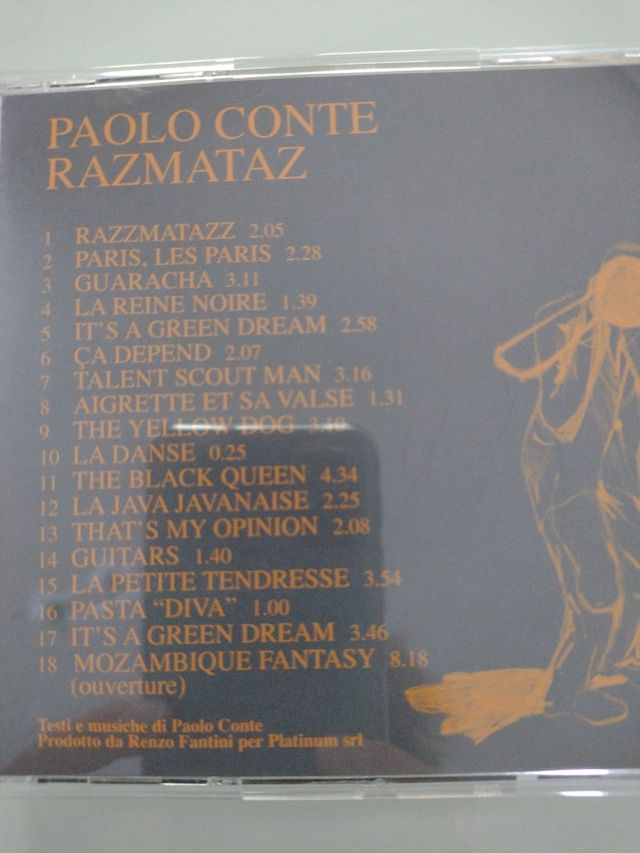 PAOLO CONTE
RAZMATAZ
1 RAZZMATAZZ 2.05
2 PARIS, LES PARIS 2.28
3 GUARACHA 3.11
4 LA REINE NOIRE 1.39
5 IT'S A GREEN DREAM 2.58
6 ÇA DEPEND 2.07
7 TALENT SCOUT MAN 3.16
8 AIGRETTE ET SA VALSE 1.31
9 THE YELLOW DOG
10 LA DANSE 0.25
11 THE BLACK QUEEN 4.34
12 LA JAVA JAVANAISE 2.25
13 THAT'S MY OPINION 2.08
14 GUITARS 1.40
15 LA PETITE TENDRESSE 3.54
16 PASTA “DIVA” 1.00
17 IT'S A GREEN DREAM 3.46
18 MOZAMBIQUE FANTASY 8.18
(ouverture)
Testi e musiche di Paolo Conte
Prodotto da Renzo Fantini per Platinum srl